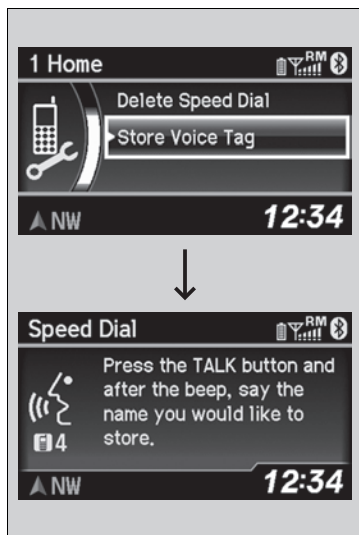 1 Home
RM
Delete Speed Dial
Store Voice Tag
NW
12:34
Speed Dial
RM
Press the TALK button and
after the beep, say the
name you would like to
store.
4
NW
12:34